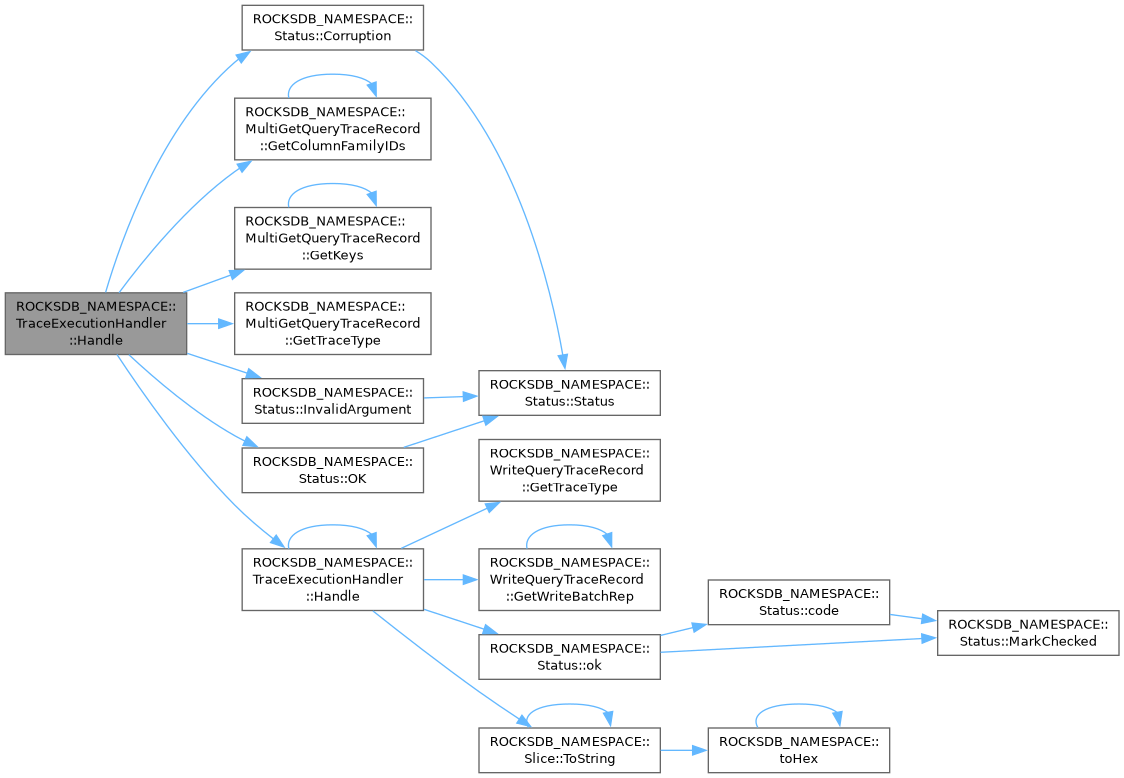 ROCKSDB_NAMESPACE::
Status::Corruption
ROCKSDB_NAMESPACE::
MultiGetQueryTraceRecord
::GetColumnFamilyIDs
ROCKSDB_NAMESPACE::
MultiGetQueryTraceRecord
::GetKeys
ROCKSDB_NAMESPACE::
TraceExecutionHandler
::Handle
ROCKSDB_NAMESPACE::
MultiGetQueryTraceRecord
::GetTraceType
ROCKSDB_NAMESPACE::
Status::InvalidArgument
ROCKSDB_NAMESPACE::
Status::Status
ROCKSDB_NAMESPACE::
Status::OK
ROCKSDB_NAMESPACE::
WriteQueryTraceRecord
::GetTraceType
ROCKSDB_NAMESPACE::
TraceExecutionHandler
::Handle
ROCKSDB_NAMESPACE::
WriteQueryTraceRecord
::GetWriteBatchRep
ROCKSDB_NAMESPACE::
Status::code
ROCKSDB_NAMESPACE::
Status::MarkChecked
ROCKSDB_NAMESPACE::
Status::ok
ROCKSDB_NAMESPACE::
Slice::ToString
ROCKSDB_NAMESPACE::
toHex